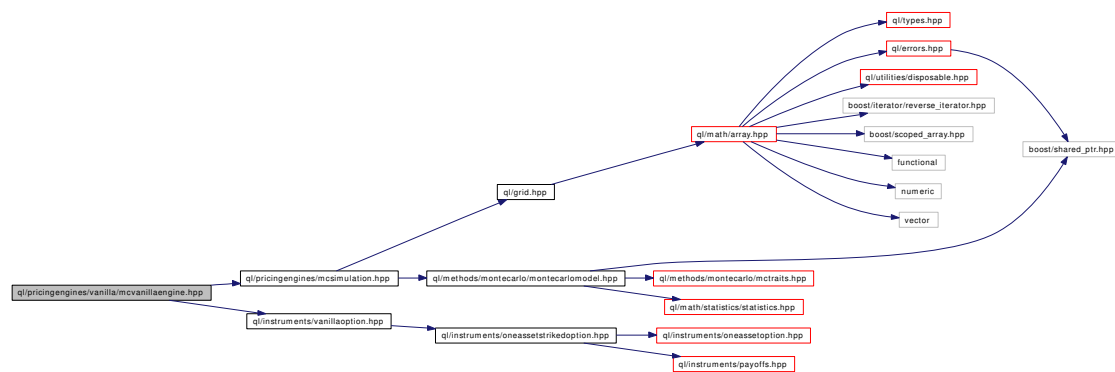 ql/types.hpp
ql/errors.hpp
ql/utilities/disposable.hpp
boost/iterator/reverse_iterator.hpp
ql/math/array.hpp
boost/scoped_array.hpp
boost/shared_ptr.hpp
functional
ql/grid.hpp
numeric
vector
ql/pricingengines/mcsimulation.hpp
ql/methods/montecarlo/montecarlomodel.hpp
ql/methods/montecarlo/mctraits.hpp
ql/pricingengines/vanilla/mcvanillaengine.hpp
ql/math/statistics/statistics.hpp
ql/instruments/vanillaoption.hpp
ql/instruments/oneassetstrikedoption.hpp
ql/instruments/oneassetoption.hpp
ql/instruments/payoffs.hpp